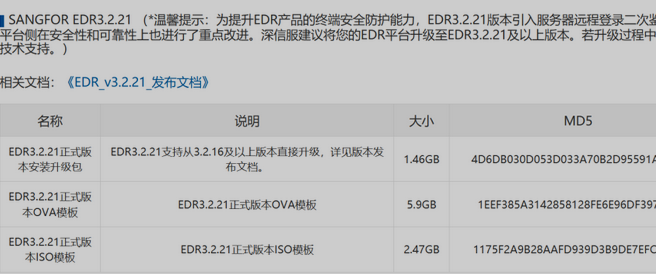 SANGFOR EDR3.2.21 （*温馨提示：为提升EDR产品的终端安全防护能力，EDR3.2.21版本引入服务器远程登录二次鉴
平台侧在安全性和可靠性上也进行了重点改进。深信服建议将您的EDR平台升级至EDR3.2.21及以上版本。若升级过程中
技术支持。）
相关文档：《EDR_v3.2.21_发布文档》
名称 说明 大小 MD5
EDR3.2.21正式版
本安装升级包
EDR3.2.21支持从3.2.16及以上版本直接升级，详见版本发
布文档。
1.46GB
4D6DB030D053D033A70B2D95591A
EDR3.2.21正式版
本OVA模板
EDR3.2.21正式版本OVA模板
5.9GB
1EEF385A3142858128FE6E96DF397
EDR3.2.21正式版
本ISO模板
EDR3.2.21正式版本ISO模板
2.47GB
1175F2A9B28AAFD939D3B9DE7EFC